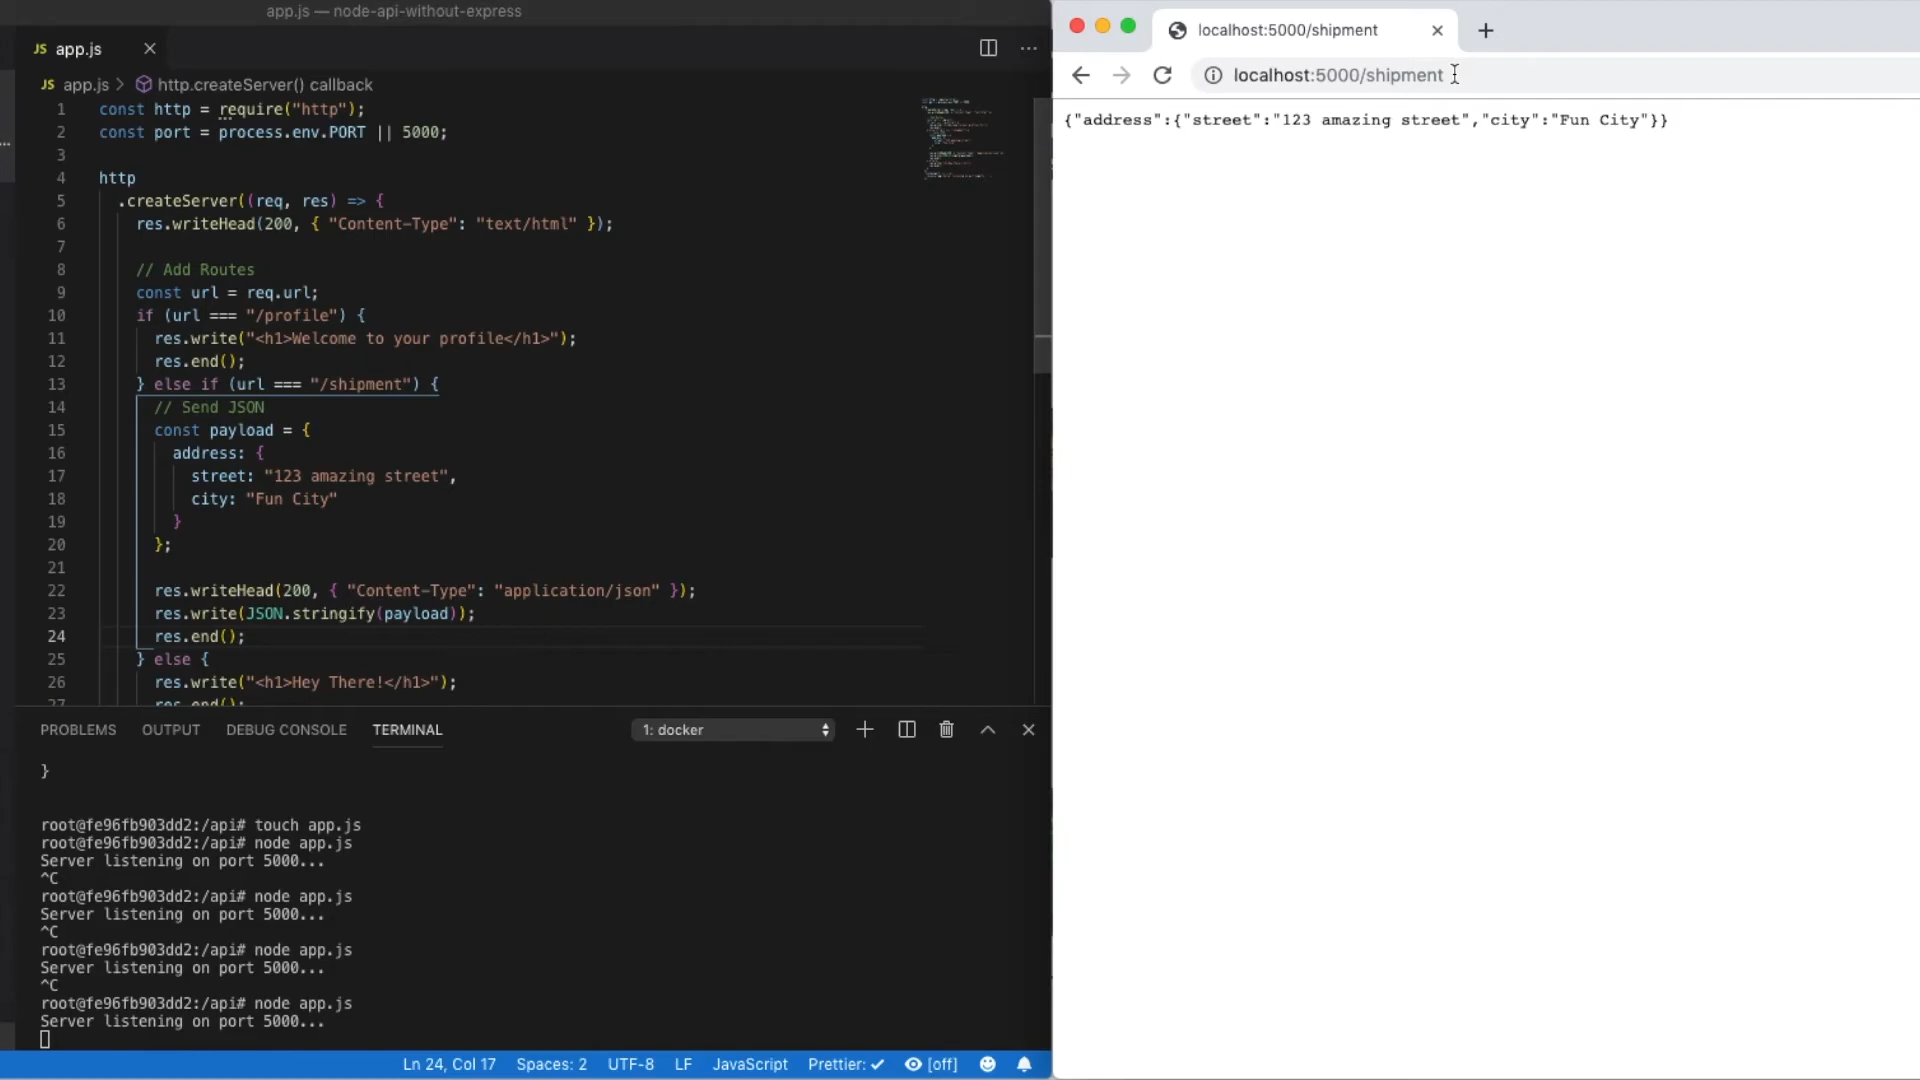 app.js — node-api-without-express
JS app.js
JS app.js > http.createServer() callback
1 const http = require("http");
2 const port = process.env.PORT || 5000;
3
4 http
5 .createServer((req, res) => {
6 res.writeHead(200, { "Content-Type": "text/html" });
7
8 // Add Routes
9 const url = req.url;
10 if (url === "/profile") {
11 res.write("<h1>Welcome to your profile</h1>");
12 res.end();
13 } else if (url === "/shipment") {
14 // Send JSON
15 const payload = {
16 address: {
17 street: "123 amazing street",
18 city: "Fun City"
19 }
20 };
21
22 res.writeHead(200, { "Content-Type": "application/json" });
23 res.write(JSON.stringify(payload));
24 res.end();
25 } else {
26 res.write("<h1>Hey There!</h1>");
27 res.end();
PROBLEMS OUTPUT DEBUG CONSOLE TERMINAL 1: docker
}
root@fe96fb903dd2:/api# touch app.js
root@fe96fb903dd2:/api# node app.js
Server listening on port 5000...
^C
root@fe96fb903dd2:/api# node app.js
Server listening on port 5000...
^C
root@fe96fb903dd2:/api# node app.js
Server listening on port 5000...
^C
root@fe96fb903dd2:/api# node app.js
Server listening on port 5000...
Ln 24, Col 17 Spaces: 2 UTF-8 LF JavaScript Prettier: ✓ [off]
localhost:5000/shipment
localhost:5000/shipment
{"address":{"street":"123 amazing street","city":"Fun City"}}